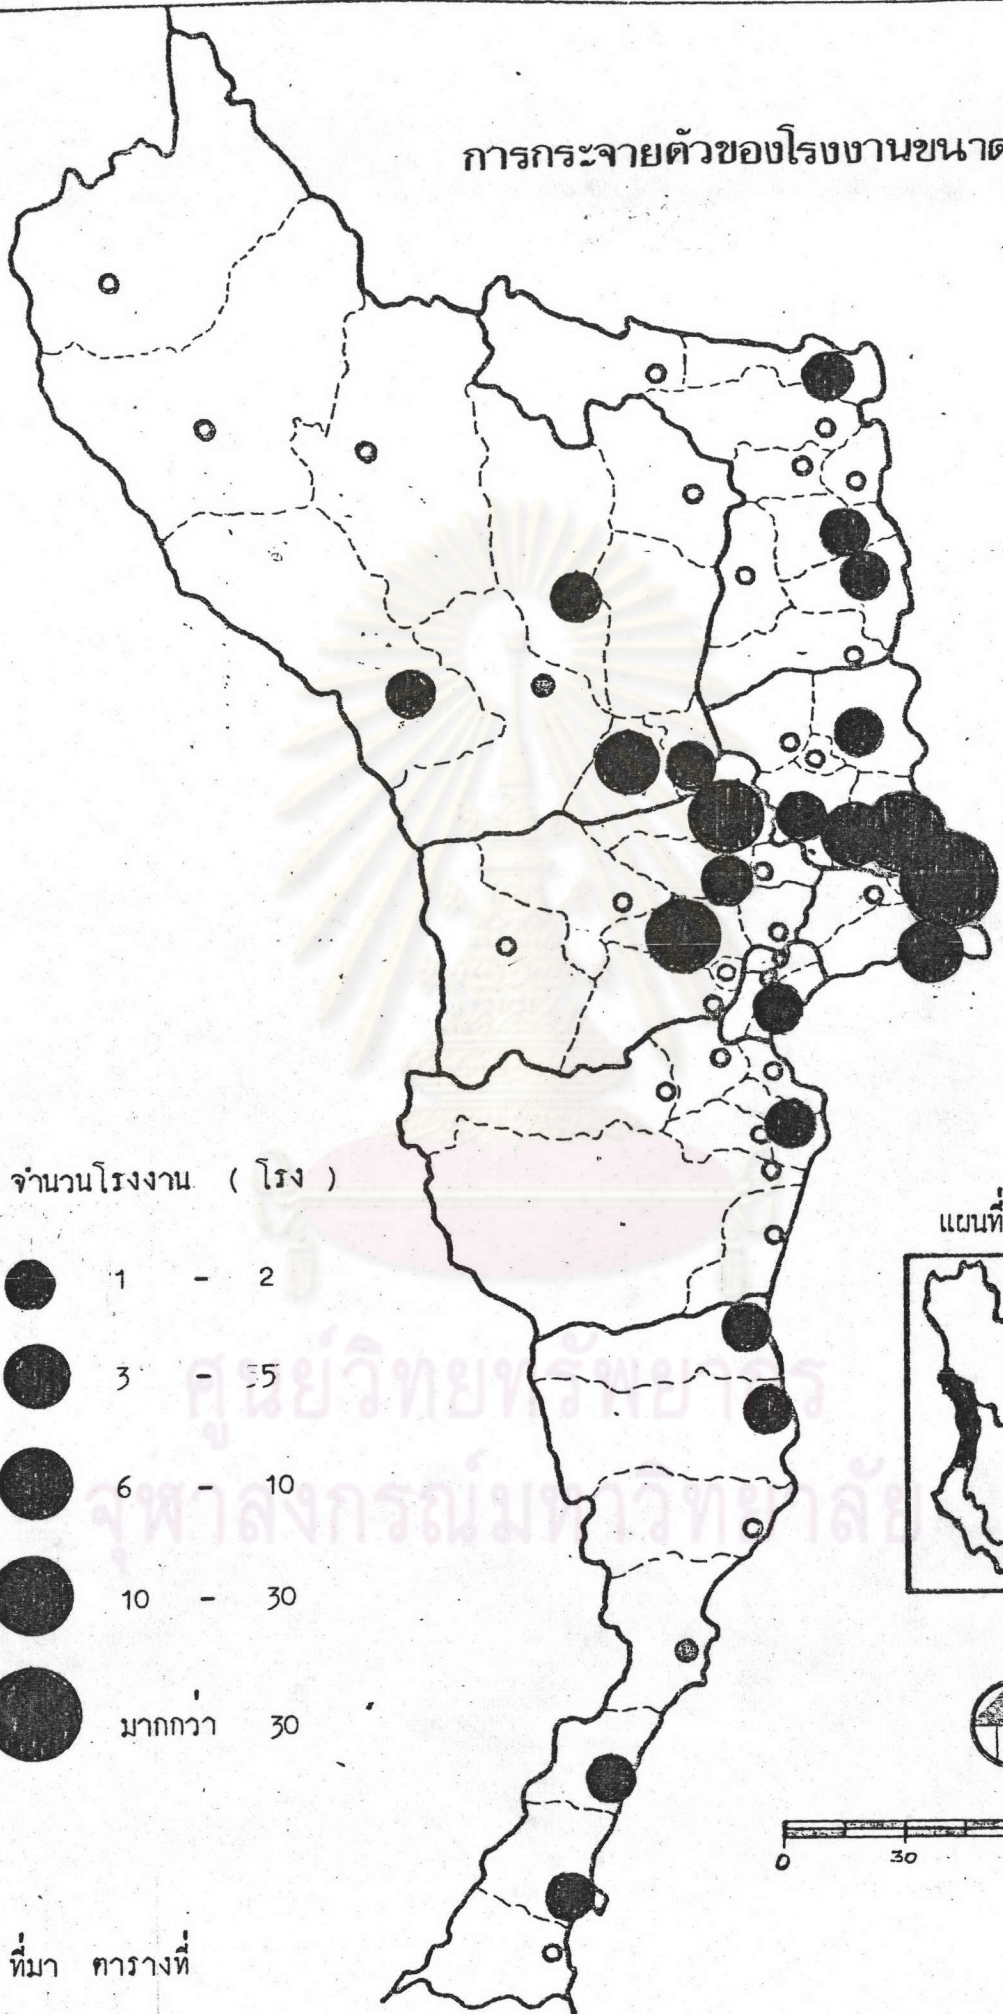 การกระจายตัวของโรงงานขนาด
จำนวนโรงงาน ( โรง )
1 - 2
3 - 5
6 - 10
10 - 30
มากกว่า 30
แผนที่
ศูนย์วิทยทรัพยากร
จุฬาลงกรณ์มหาวิทยาลัย
0 30
ที่มา ตารางที่